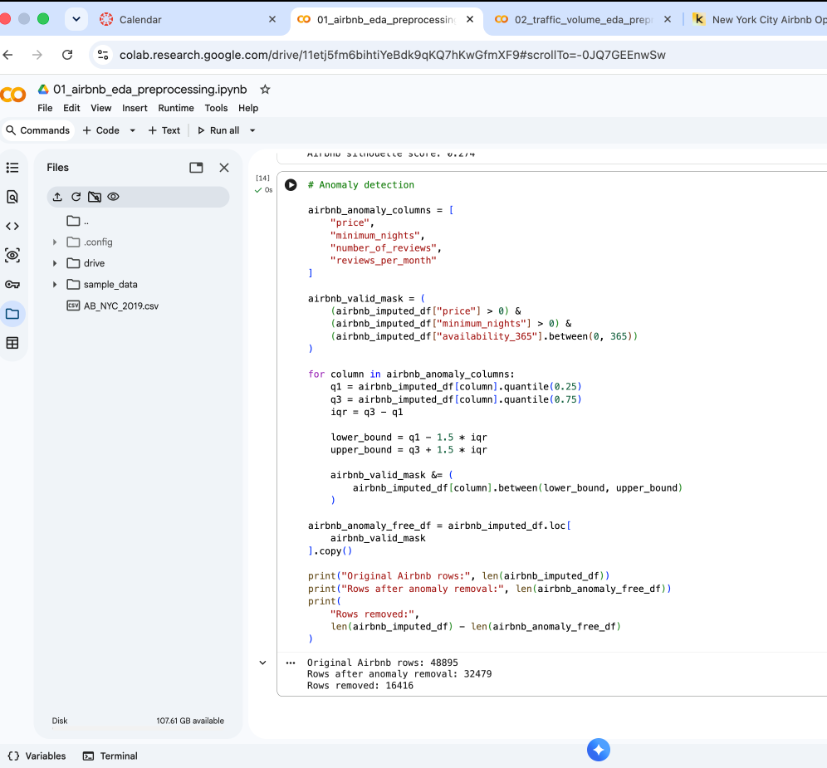 Calendar
01_airbnb_eda_preprocessin
02_traffic_volume_eda_prep
New York City Airbnb Op
colab.research.google.com/drive/11etj5fm6bihtiYeBdk9qKQ7hKwGfmXF9#scrollTo=-0JQ7GEEnwSw
01_airbnb_eda_preprocessing.ipynb
File Edit View Insert Runtime Tools Help
Commands + Code + Text Run all
Files
..
.config
drive
sample_data
AB_NYC_2019.csv
Disk 107.61 GB available
Airbnb silhouette score: 0.274
[14]
0s
# Anomaly detection
airbnb_anomaly_columns = [
"price",
"minimum_nights",
"number_of_reviews",
"reviews_per_month"
]
airbnb_valid_mask = (
(airbnb_imputed_df["price"] > 0) &
(airbnb_imputed_df["minimum_nights"] > 0) &
(airbnb_imputed_df["availability_365"].between(0, 365))
)
for column in airbnb_anomaly_columns:
q1 = airbnb_imputed_df[column].quantile(0.25)
q3 = airbnb_imputed_df[column].quantile(0.75)
iqr = q3 - q1
lower_bound = q1 - 1.5 * iqr
upper_bound = q3 + 1.5 * iqr
airbnb_valid_mask &= (
airbnb_imputed_df[column].between(lower_bound, upper_bound)
)
airbnb_anomaly_free_df = airbnb_imputed_df.loc[
airbnb_valid_mask
].copy()
print("Original Airbnb rows:", len(airbnb_imputed_df))
print("Rows after anomaly removal:", len(airbnb_anomaly_free_df))
print(
"Rows removed:",
len(airbnb_imputed_df) - len(airbnb_anomaly_free_df)
)
Original Airbnb rows: 48895
Rows after anomaly removal: 32479
Rows removed: 16416
Variables Terminal